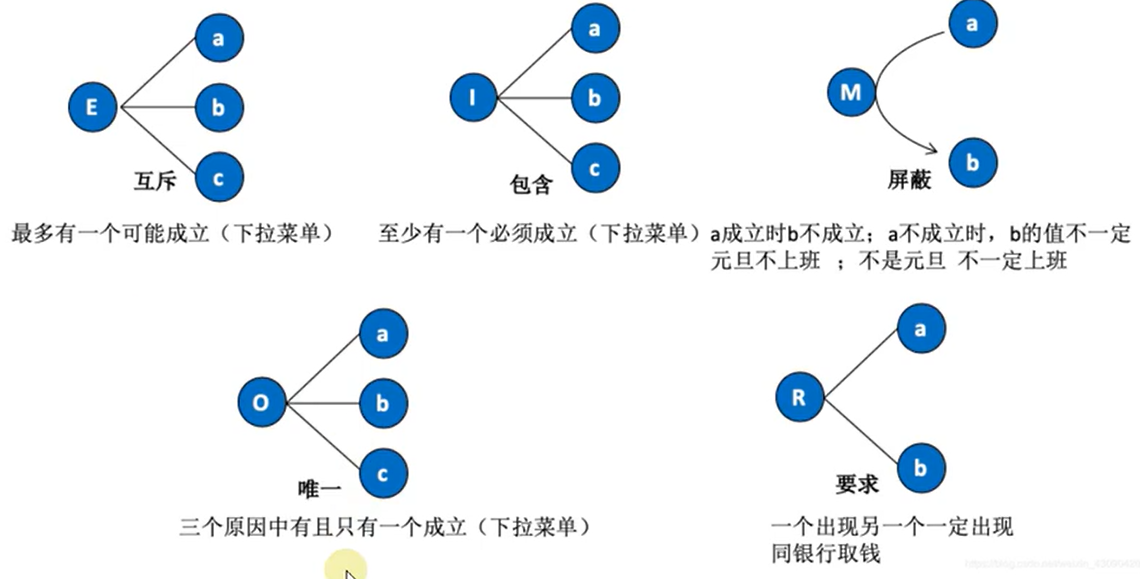 a
a
a
E
b
I
b
M
c
c
b
互斥
包含
屏蔽
最多有一个可能成立（下拉菜单）
至少有一个必须成立（下拉菜单）
a成立时b不成立；a不成立时，b的值不一定
元旦不上班 ；不是元旦 不一定上班
a
a
O
b
R
c
b
唯一
要求
三个原因中有且只有一个成立（下拉菜单）
一个出现另一个一定出现
同银行取钱